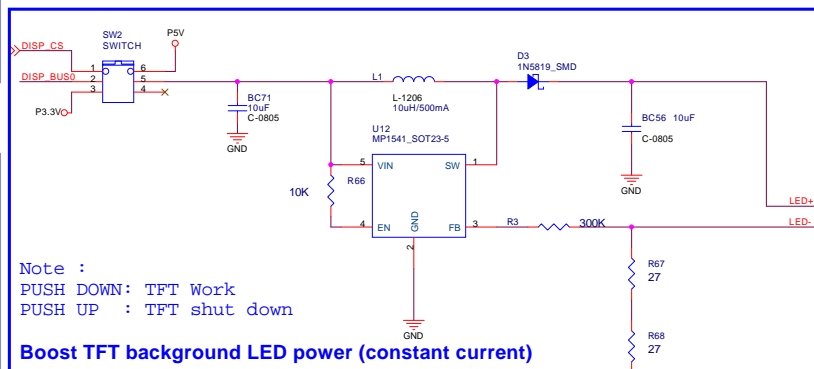 SW2
SWITCH
P5V
DISP_CS
DISP_BUS0
1
2
3
6
5
4
P3.3V
BC71
10uF
C-0805
GND
L1
L-1206
10uH/500mA
D3
1N5819_SMD
BC56 10uF
C-0805
GND
U12
MP1541_SOT23-5
5
VIN
SW
1
R66
10K
4
EN
GND
2
FB
3
R3
300K
LED+
LED-
R67
27
R68
27
GND
Note :
PUSH DOWN: TFT Work
PUSH UP : TFT shut down
Boost TFT background LED power (constant current)